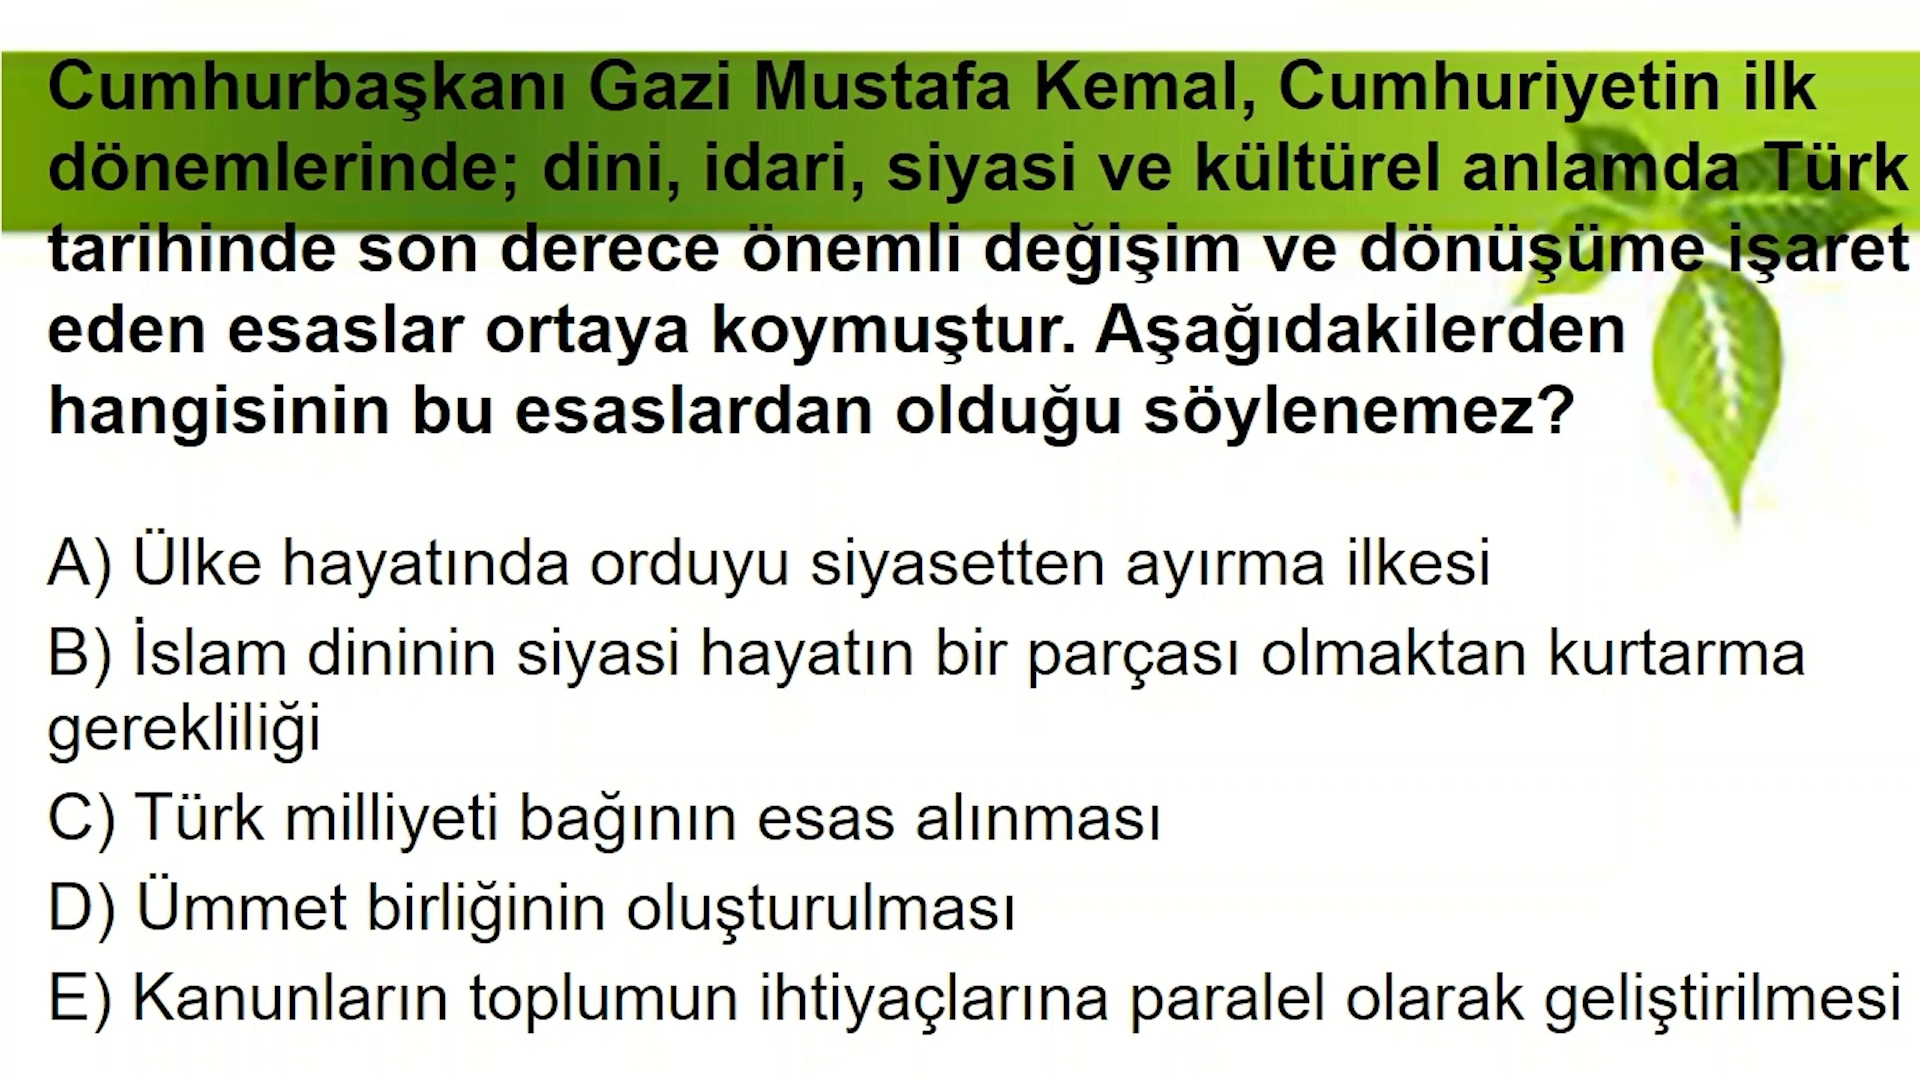 Cumhurbaşkanı Gazi Mustafa Kemal, Cumhuriyetin ilk
dönemlerinde; dini, idari, siyasi ve kültürel anlamda Türk
tarihinde son derece önemli değişim ve dönüşüme işaret
eden esaslar ortaya koymuştur. Aşağıdakilerden
hangisinin bu esaslardan olduğu söylenemez?
A) Ülke hayatında orduyu siyasetten ayırma ilkesi
B) İslam dininin siyasi hayatın bir parçası olmaktan kurtarma
gerekliliği
C) Türk milliyeti bağının esas alınması
D) Ümmet birliğinin oluşturulması
E) Kanunların toplumun ihtiyaçlarına paralel olarak geliştirilmesi